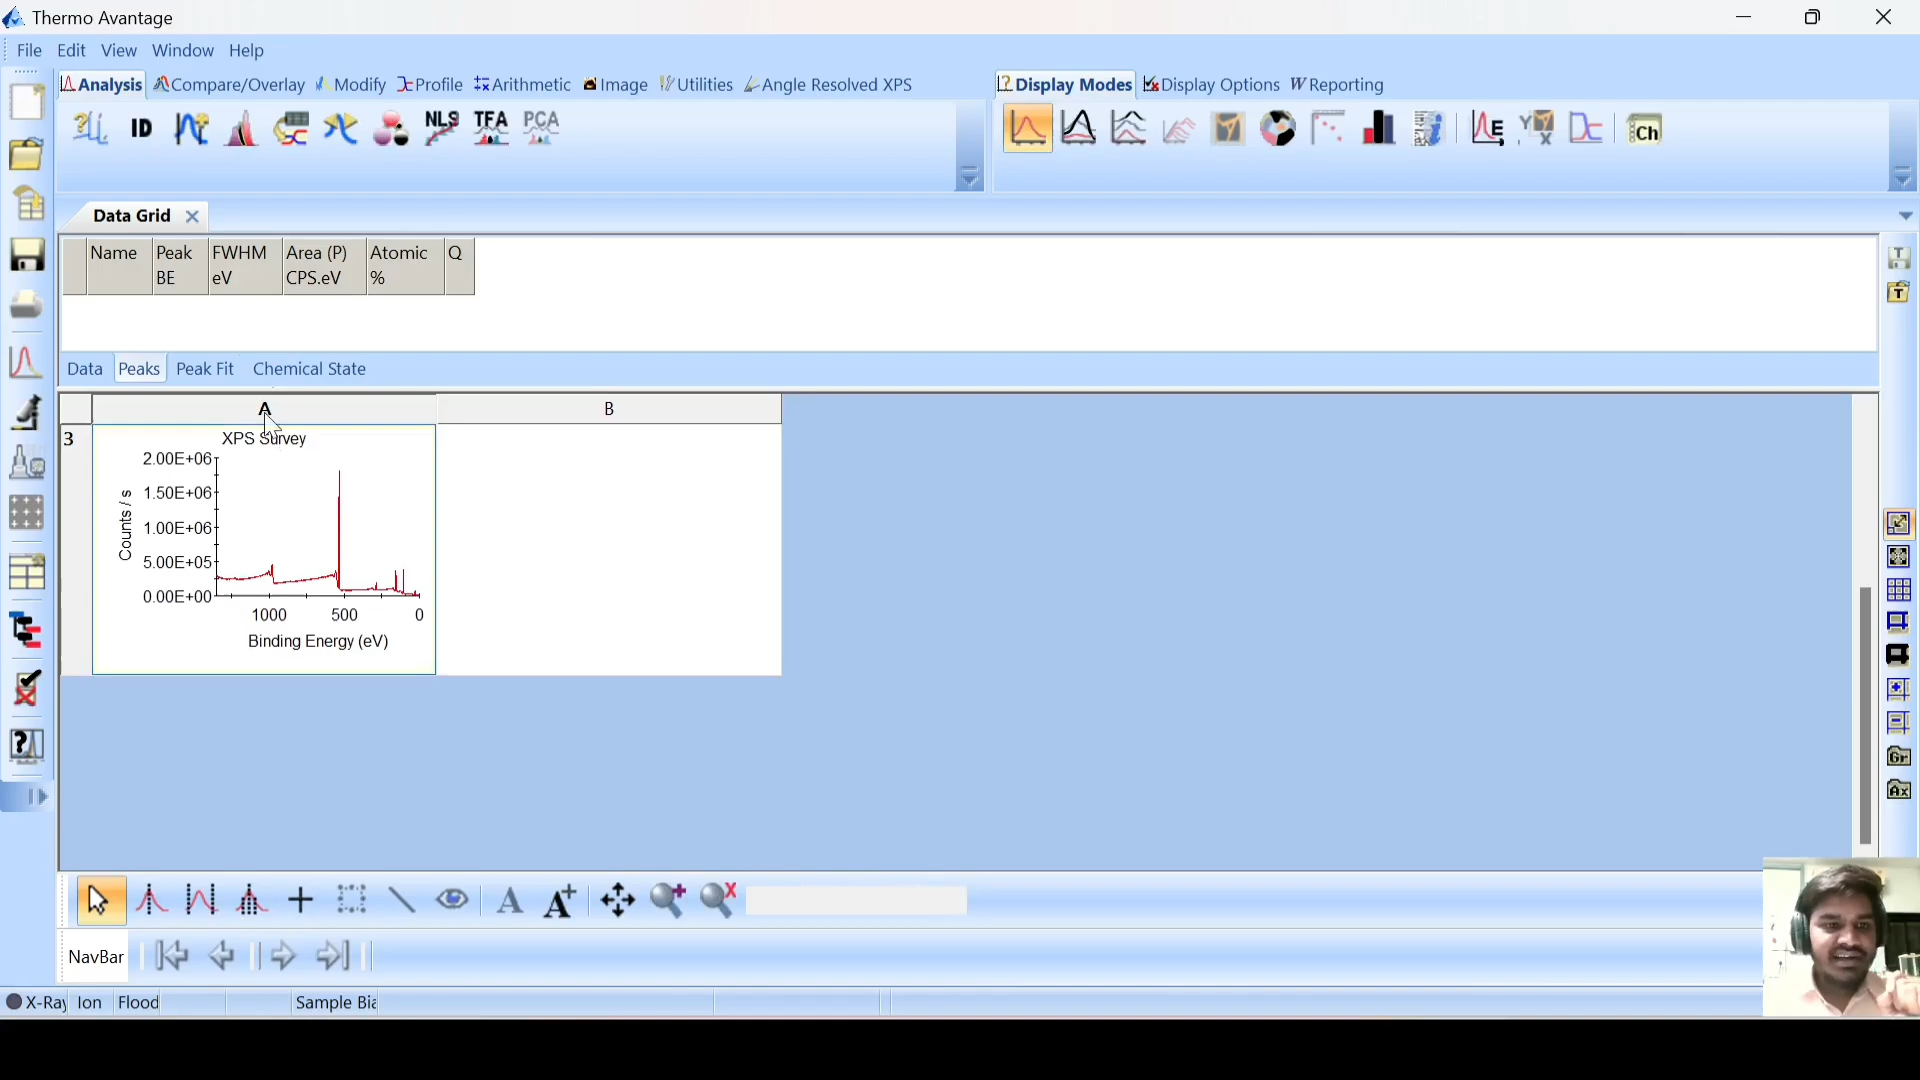 Thermo Avantage
File Edit View Window Help
Analysis Compare/Overlay Modify Profile Arithmetic Image Utilities Angle Resolved XPS Display Modes Display Options Reporting
ID NLS TFA PCA E Y X Ch
Data Grid
Name Peak BE FWHM eV Area (P) CPS.eV Atomic % Q
Data Peaks Peak Fit Chemical State
A B
3
XPS Survey
2.00E+06
1.50E+06
1.00E+06
5.00E+05
0.00E+00
Counts / s
1000 500 0
Binding Energy (eV)
T
T
Gr
Ax
A A+
NavBar
X-Ray Ion Flood Sample Bia